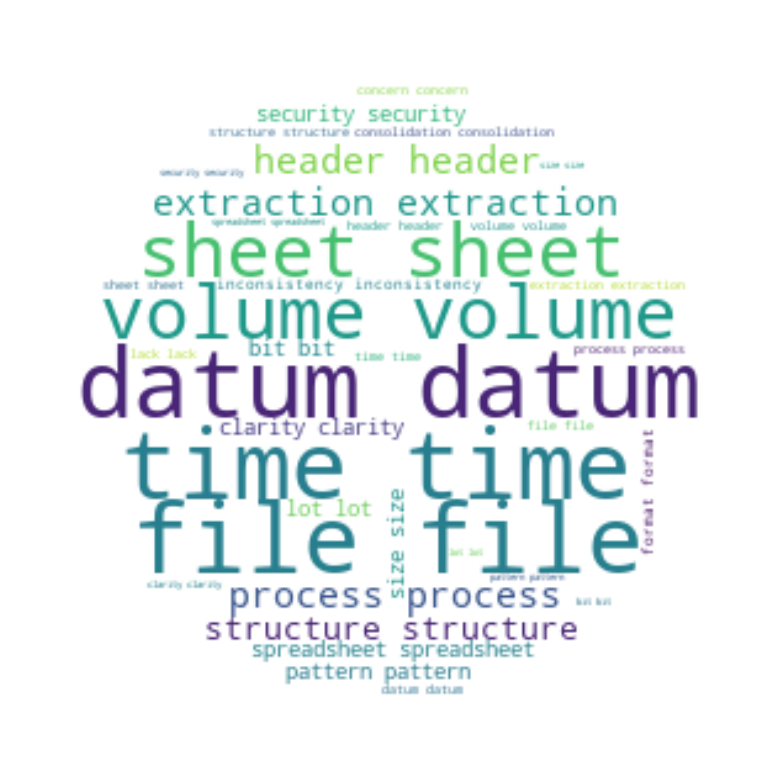 concern concern
security security
structure structure consolidation consolidation
header header
size size
security security
extraction extraction
spreadsheet spreadsheet
header header
volume volume
sheet sheet
sheet sheet
inconsistency inconsistency
extraction extraction
volume volume
bit bit
lack lack
time time
process process
datum datum
clarity clarity
file file
time time
format format
lot lot
size size
file file
lot lot
clarity clarity
pattern pattern
process process
bit bit
structure structure
spreadsheet spreadsheet
pattern pattern
datum datum